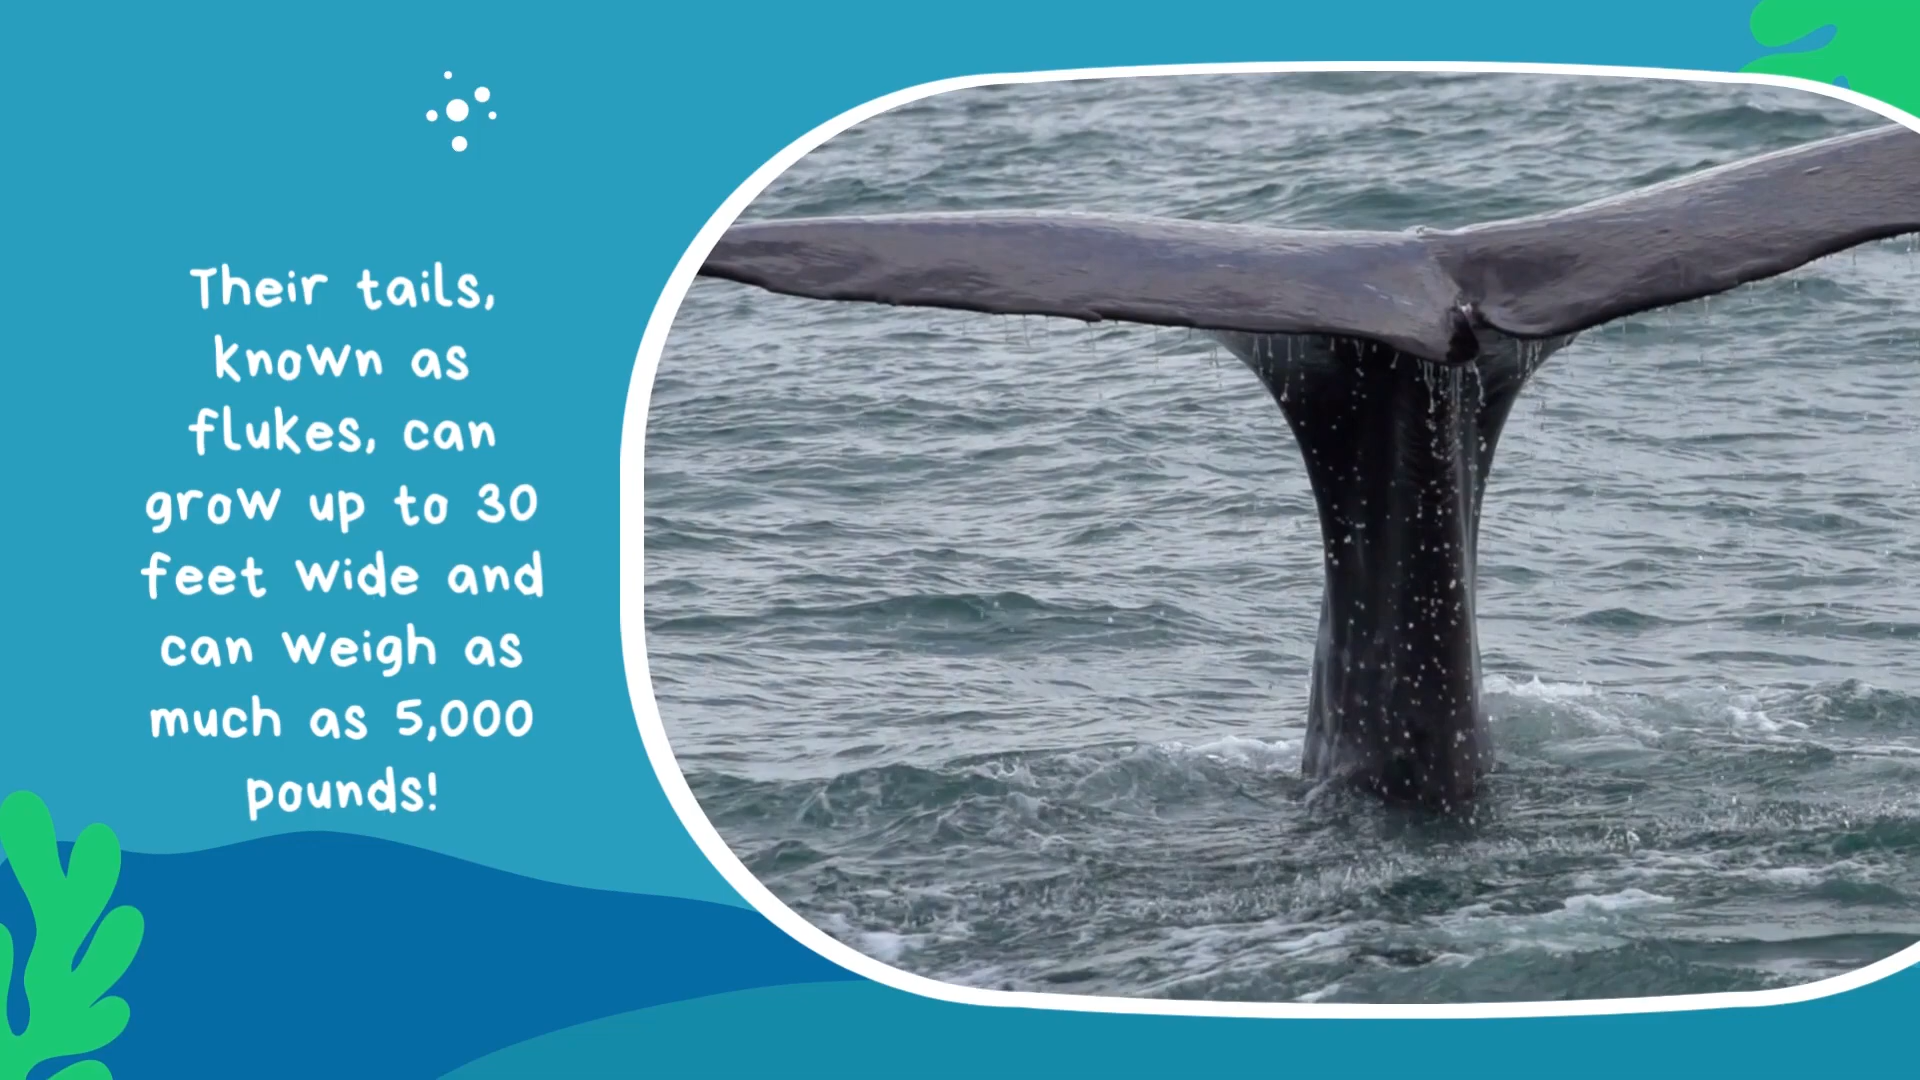 Their tails,
known as
flukes, can
grow up to 30
feet wide and
can weigh as
much as 5,000
pounds!